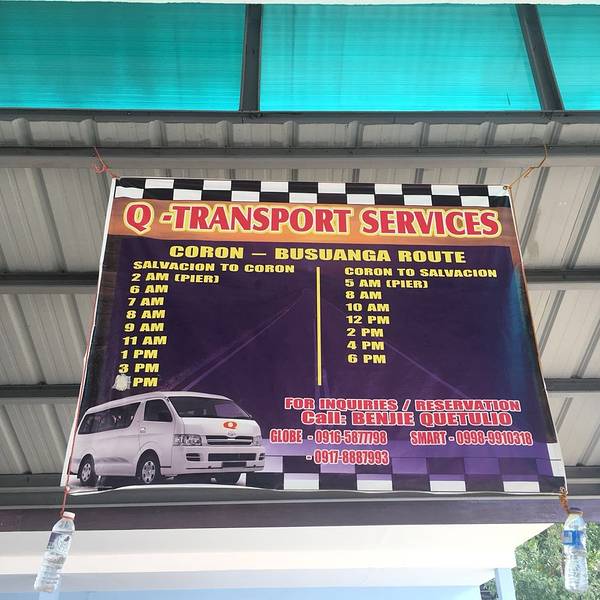 Q -TRANSPORT SERVICES
CORON – BUSUANGA ROUTE
SALVACION TO CORON
2 AM (PIER)
6 AM
7 AM
8 AM
9 AM
11 AM
1 PM
3 PM
PM
CORON TO SALVACION
5 AM (PIER)
8 AM
10 AM
12 PM
2 PM
4 PM
6 PM
FOR INQUIRIES / RESERVATION
Call: BENJIE QUETULIO
GLOBE - 0916-5877798 SMART - 0998-9910318
- 0917-8887993
Q